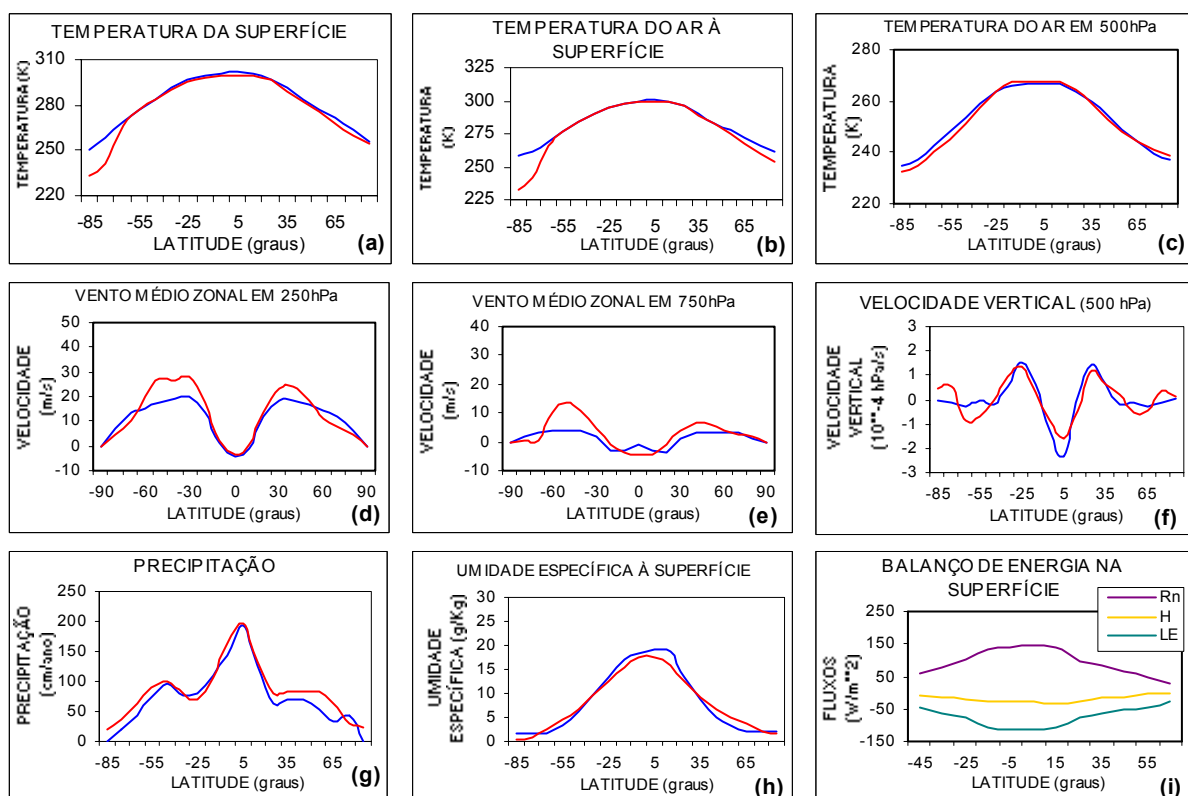 TEMPERATURA DA SUPERFÍCIE
TEMPERATURA (K)
310
280
250
220
-85 -55 -25 5 35 65
LATITUDE (graus)
(a)
TEMPERATURA DO AR À
SUPERFÍCIE
TEMPERATURA
(K)
325
300
275
250
225
-85 -55 -25 5 35 65
LATITUDE (graus)
(b)
TEMPERATURA DO AR EM 500hPa
TEMPERATURA
(K)
280
260
240
220
-85 -55 -25 5 35 65
LATITUDE (graus)
(c)
VENTO MÉDIO ZONAL EM 250hPa
VELOCIDADE
(m/s)
50
40
30
20
10
0
-10
-90 -60 -30 0 30 60 90
LATITUDE (graus)
(d)
VENTO MÉDIO ZONAL EM 750hPa
VELOCIDADE
(m/s)
40
30
20
10
0
-10
-90 -60 -30 0 30 60 90
LATITUDE (graus)
(e)
VELOCIDADE VERTICAL (500 hPa)
VELOCIDADE
VERTICAL
(10**-4 hPa/s)
3
2
1
0
-1
-2
-3
-85 -55 -25 5 35 65
LATITUDE (graus)
(f)
PRECIPITAÇÃO
PRECIPITAÇÃO
(cm/ano)
250
200
150
100
50
0
-85 -55 -25 5 35 65
LATITUDE (graus)
(g)
UMIDADE ESPECÍFICA À SUPERFÍCIE
UMIDADE
ESPECÍFICA (g/Kg)
30
25
20
15
10
5
0
-85 -55 -25 5 35 65
LATITUDE (graus)
(h)
BALANÇO DE ENERGIA NA
SUPERFÍCIE
Rn
H
LE
FLUXOS
(W/m**2)
250
150
50
-50
-150
-45 -25 -5 15 35 55
LATITUDE (graus)
(i)